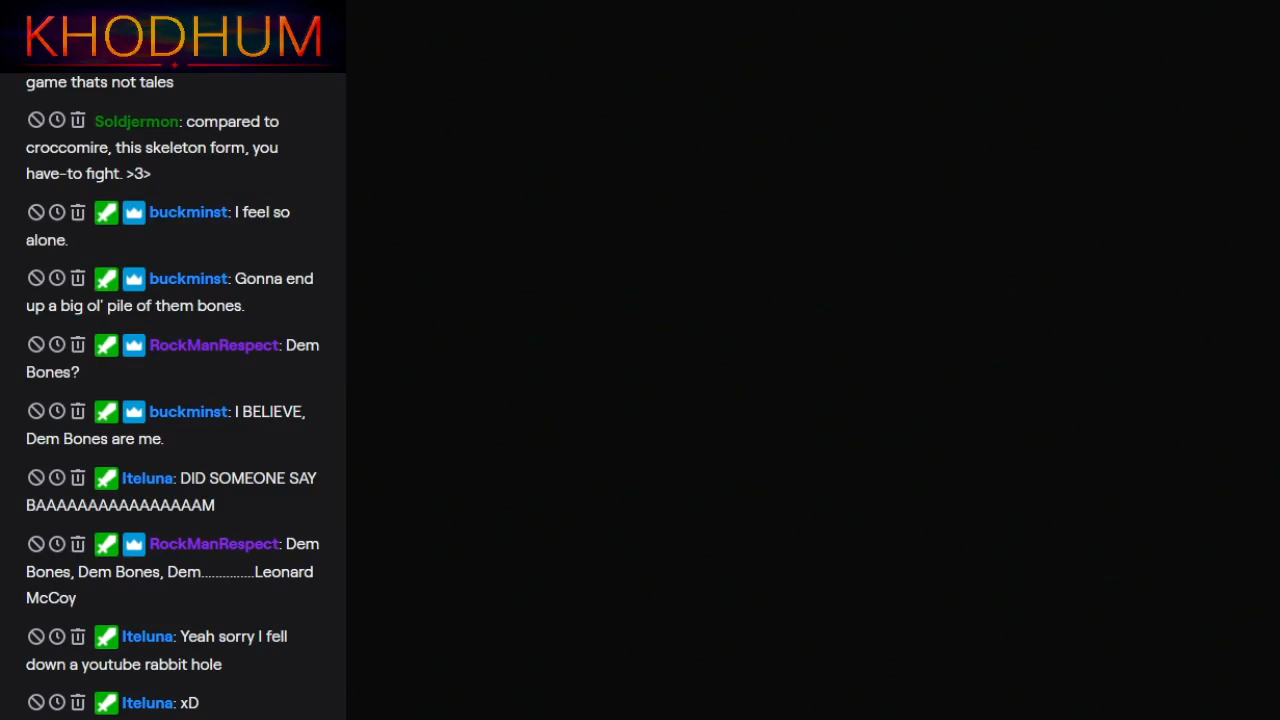 KHODHUM
game thats not tales
Soldjermon: compared to
croccomire, this skeleton form, you
have-to fight. >3>
buckminst: I feel so
alone.
buckminst: Gonna end
up a big ol' pile of them bones.
RockManRespect: Dem
Bones?
buckminst: I BELIEVE,
Dem Bones are me.
Iteluna: DID SOMEONE SAY
BAAAAAAAAAAAAAAAAM
RockManRespect: Dem
Bones, Dem Bones, Dem...............Leonard
McCoy
Iteluna: Yeah sorry I fell
down a youtube rabbit hole
Iteluna: xD